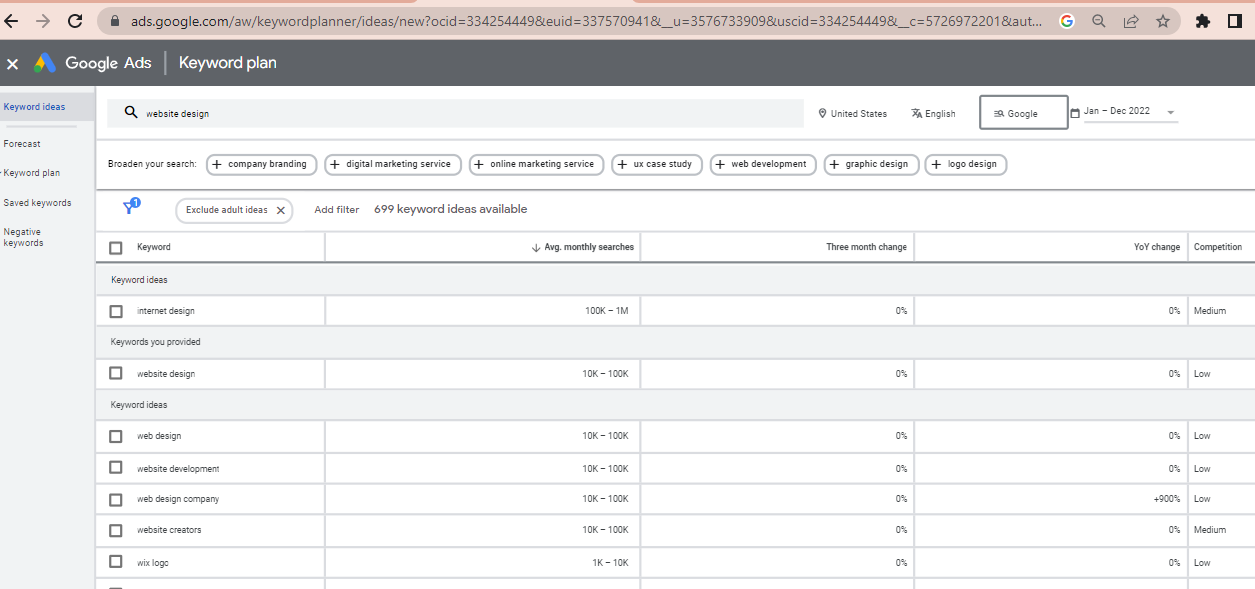 ads.google.com/aw/keywordplanner/ideas/new?ocid=334254449&euid=337570941&__u=3576733909&uscid=334254449&__c=5726972201&aut...
Google Ads | Keyword plan
Keyword ideas
Forecast
Keyword plan
Saved keywords
Negative
keywords
website design
United States
English
Google
Jan – Dec 2022
Broaden your search:
company branding
digital marketing service
online marketing service
ux case study
web development
graphic design
logo design
1
Exclude adult ideas
Add filter
699 keyword ideas available
Keyword Avg. monthly searches Three month change YoY change Competition
Keyword ideas
internet design 100K – 1M 0% 0% Medium
Keywords you provided
website design 10K – 100K 0% 0% Low
Keyword ideas
web design 10K – 100K 0% 0% Low
website development 10K – 100K 0% 0% Low
web design company 10K – 100K 0% +900% Low
website creators 10K – 100K 0% 0% Medium
wix logo 1K – 10K 0% 0% Low